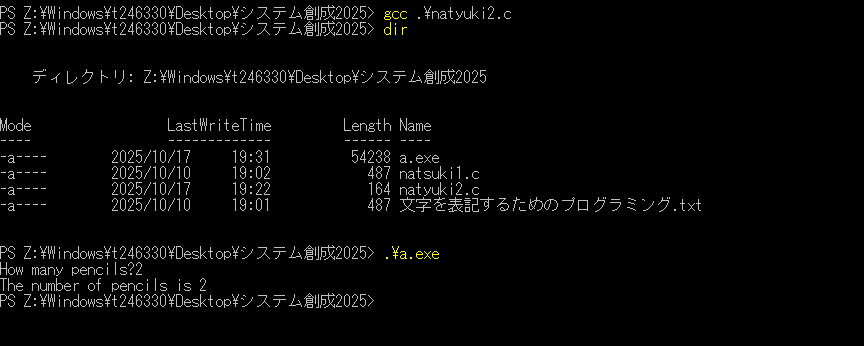 PS Z:¥Windows¥t246330¥Desktop¥システム創成2025> gcc .¥natyuki2.c
PS Z:¥Windows¥t246330¥Desktop¥システム創成2025> dir
ディレクトリ: Z:¥Windows¥t246330¥Desktop¥システム創成2025
Mode LastWriteTime Length Name
---- ------------- ------ ----
-a---- 2025/10/17 19:31 54238 a.exe
-a---- 2025/10/10 19:02 487 natsuki1.c
-a---- 2025/10/17 19:22 164 natyuki2.c
-a---- 2025/10/10 19:01 487 文字を表記するためのプログラミング.txt
PS Z:¥Windows¥t246330¥Desktop¥システム創成2025> .¥a.exe
How many pencils?2
The number of pencils is 2
PS Z:¥Windows¥t246330¥Desktop¥システム創成2025>